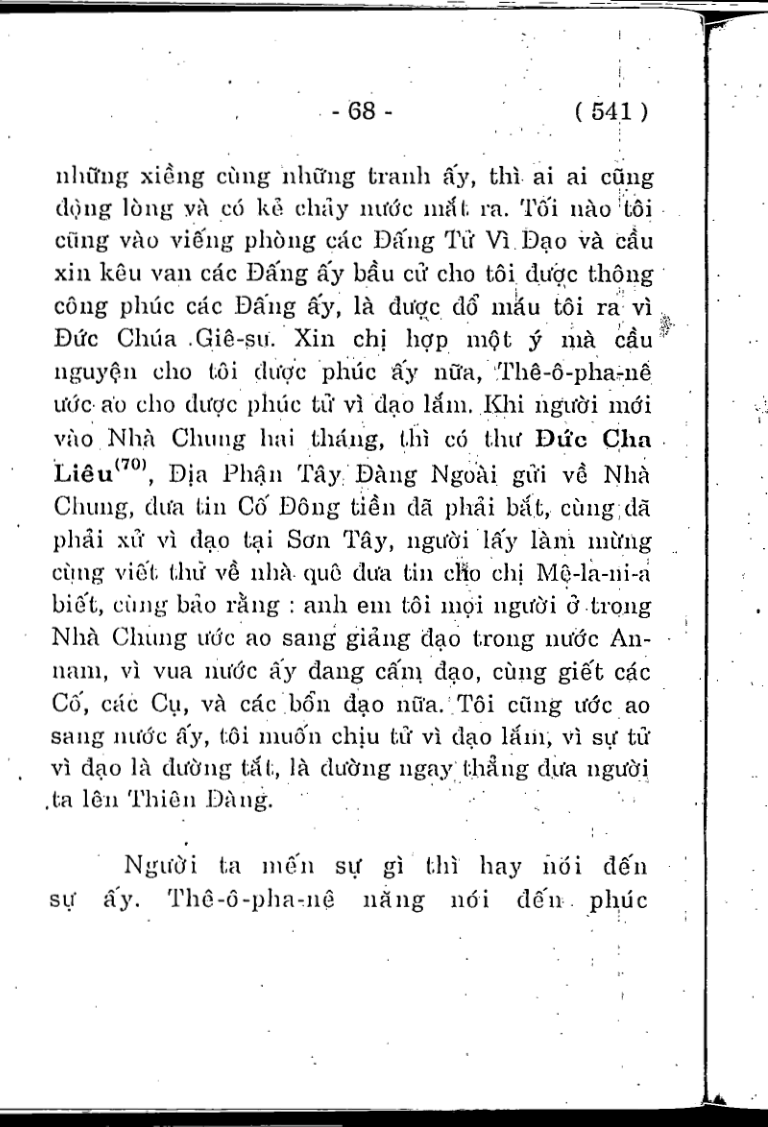 - 68 - ( 541 )
những xiềng cùng những tranh ấy, thì ai ai cũng
động lòng và có kẻ chảy nước mắt ra. Tối nào tôi
cũng vào viếng phòng các Đấng Tử Vì Đạo và cầu
xin kêu van các Đấng ấy bầu cử cho tôi được thông
công phúc các Đấng ấy, là được đổ máu tôi ra vì
Đức Chúa Giê-su. Xin chị hợp một ý mà cầu
nguyện cho tôi được phúc ấy nữa, Thê-ô-pha-nê
ước ao cho được phúc tử vì đạo lắm. Khi người mới
vào Nhà Chung hai tháng, thì có thư Đức Cha
Liêu(70), Địa Phận Tây Đàng Ngoài gửi về Nhà
Chung, đưa tin Cố Đông tiền đã phải bắt, cùng đã
phải xử vì đạo tại Sơn Tây, người lấy làm mừng
cùng viết thư về nhà quê đưa tin cho chị Mê-la-ni-a
biết, cùng bảo rằng : anh em tôi mọi người ở trong
Nhà Chung ước ao sang giảng đạo trong nước An-
nam, vì vua nước ấy đang cấm đạo, cùng giết các
Cố, các Cụ, và các bổn đạo nữa. Tôi cũng ước ao
sang nước ấy, tôi muốn chịu tử vì đạo lắm, vì sự tử
vì đạo là đường tắt, là đường ngay thẳng đưa người
ta lên Thiên Đàng.
Người ta mến sự gì thì hay nói đến
sự ấy. Thê-ô-pha-nê năng nói đến phúc